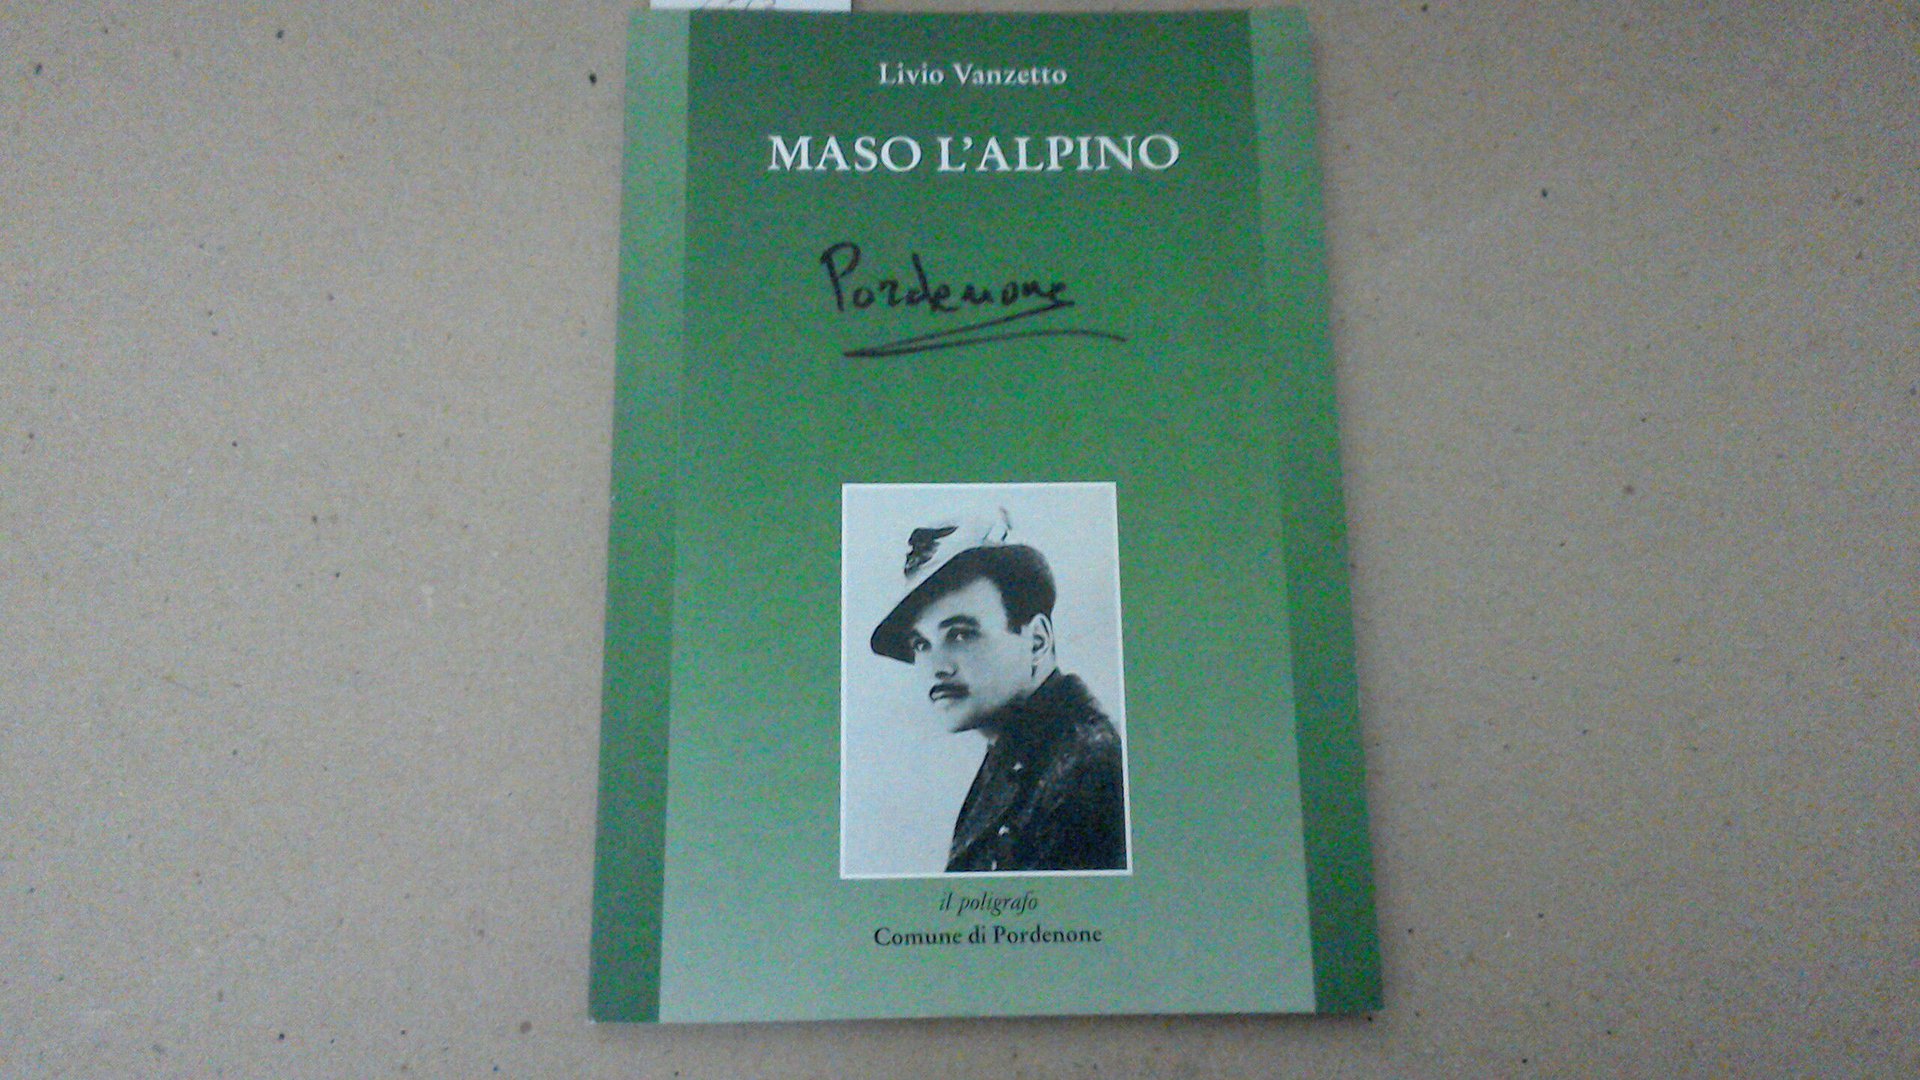 Livio Vanzetto
MASO L'ALPINO
Pordenone
il poligrafo
Comune di Pordenone